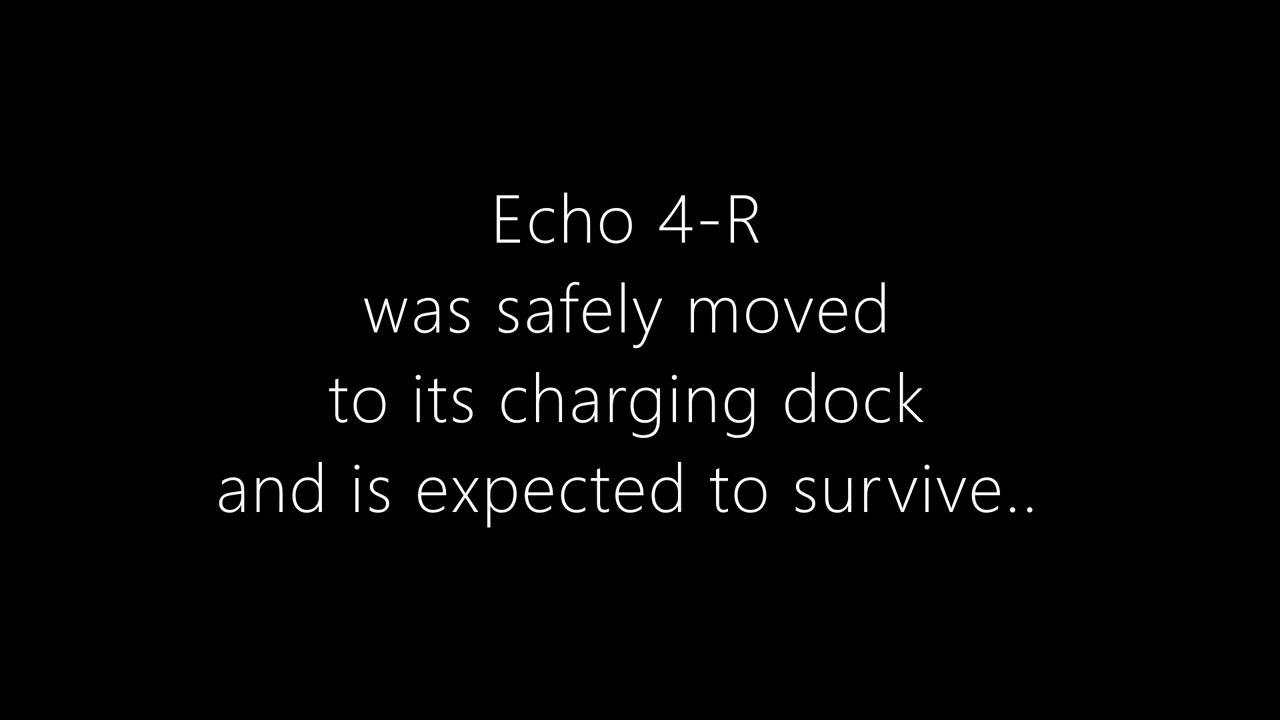 Echo 4-R
was safely moved
to its charging dock
and is expected to survive..